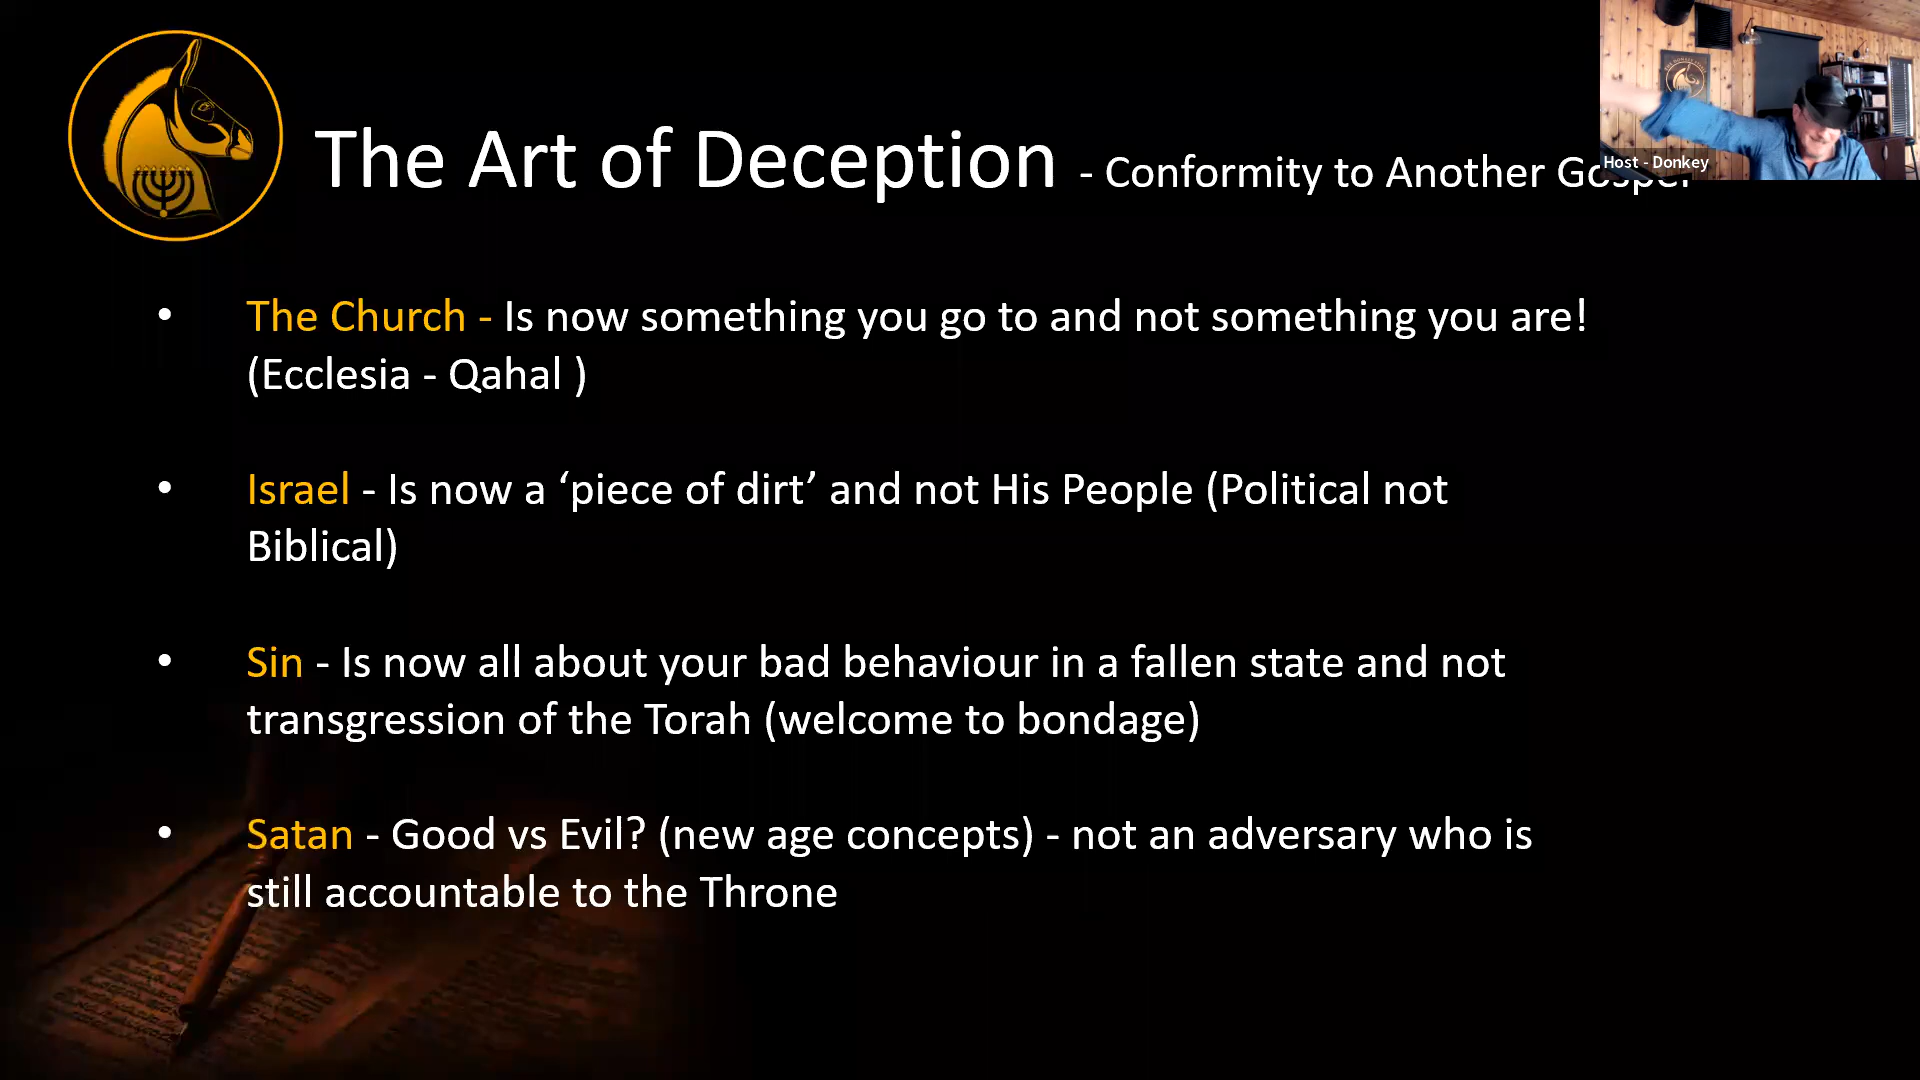 The Art of Deception - Conformity to Another Gospel
Host - Donkey
• The Church - Is now something you go to and not something you are!
(Ecclesia - Qahal )
• Israel - Is now a ‘piece of dirt’ and not His People (Political not
Biblical)
• Sin - Is now all about your bad behaviour in a fallen state and not
transgression of the Torah (welcome to bondage)
• Satan - Good vs Evil? (new age concepts) - not an adversary who is
still accountable to the Throne